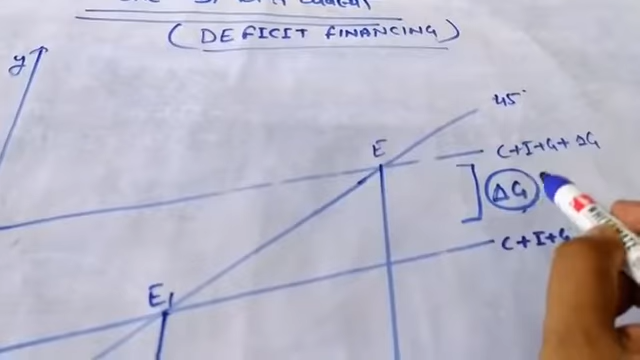 (DEFICIT FINANCING)
y
45°
E
C+I+G+ΔG
ΔG
C+I+G
E1